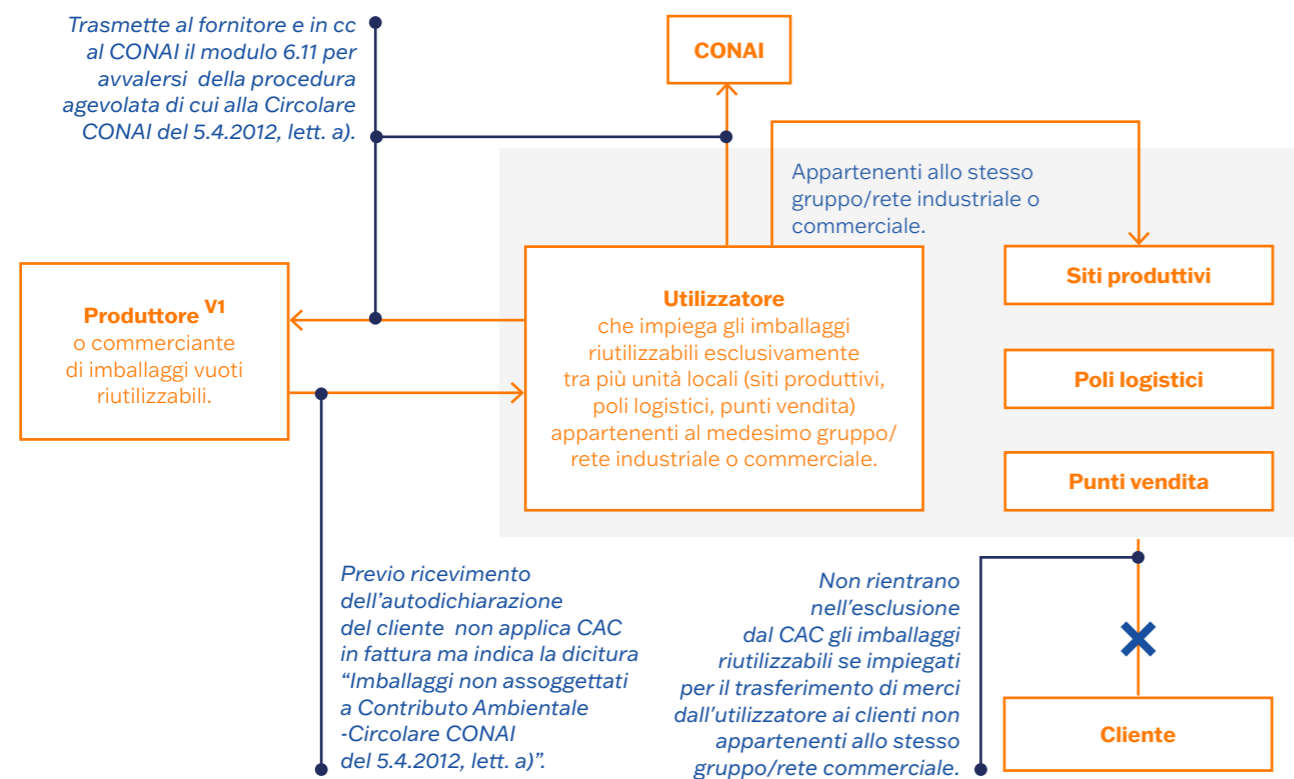 Trasmette al fornitore e in cc
al CONAI il modulo 6.11 per
avvalersi della procedura
agevolata di cui alla Circolare
CONAI del 5.4.2012, lett. a).
CONAI
Appartenenti allo stesso
gruppo/rete industriale o
commerciale.
Produttore V1
o commerciante
di imballaggi vuoti
riutilizzabili.
Utilizzatore
che impiega gli imballaggi
riutilizzabili esclusivamente
tra più unità locali (siti produttivi,
poli logistici, punti vendita)
appartenenti al medesimo gruppo/
rete industriale o commerciale.
Siti produttivi
Poli logistici
Punti vendita
Previo ricevimento
dell’autodichiarazione
del cliente non applica CAC
in fattura ma indica la dicitura
“Imballaggi non assoggettati
a Contributo Ambientale
-Circolare CONAI
del 5.4.2012, lett. a)”.
Non rientrano
nell’esclusione
dal CAC gli imballaggi
riutilizzabili se impiegati
per il trasferimento di merci
dall’utilizzatore ai clienti non
appartenenti allo stesso
gruppo/rete commerciale.
Cliente